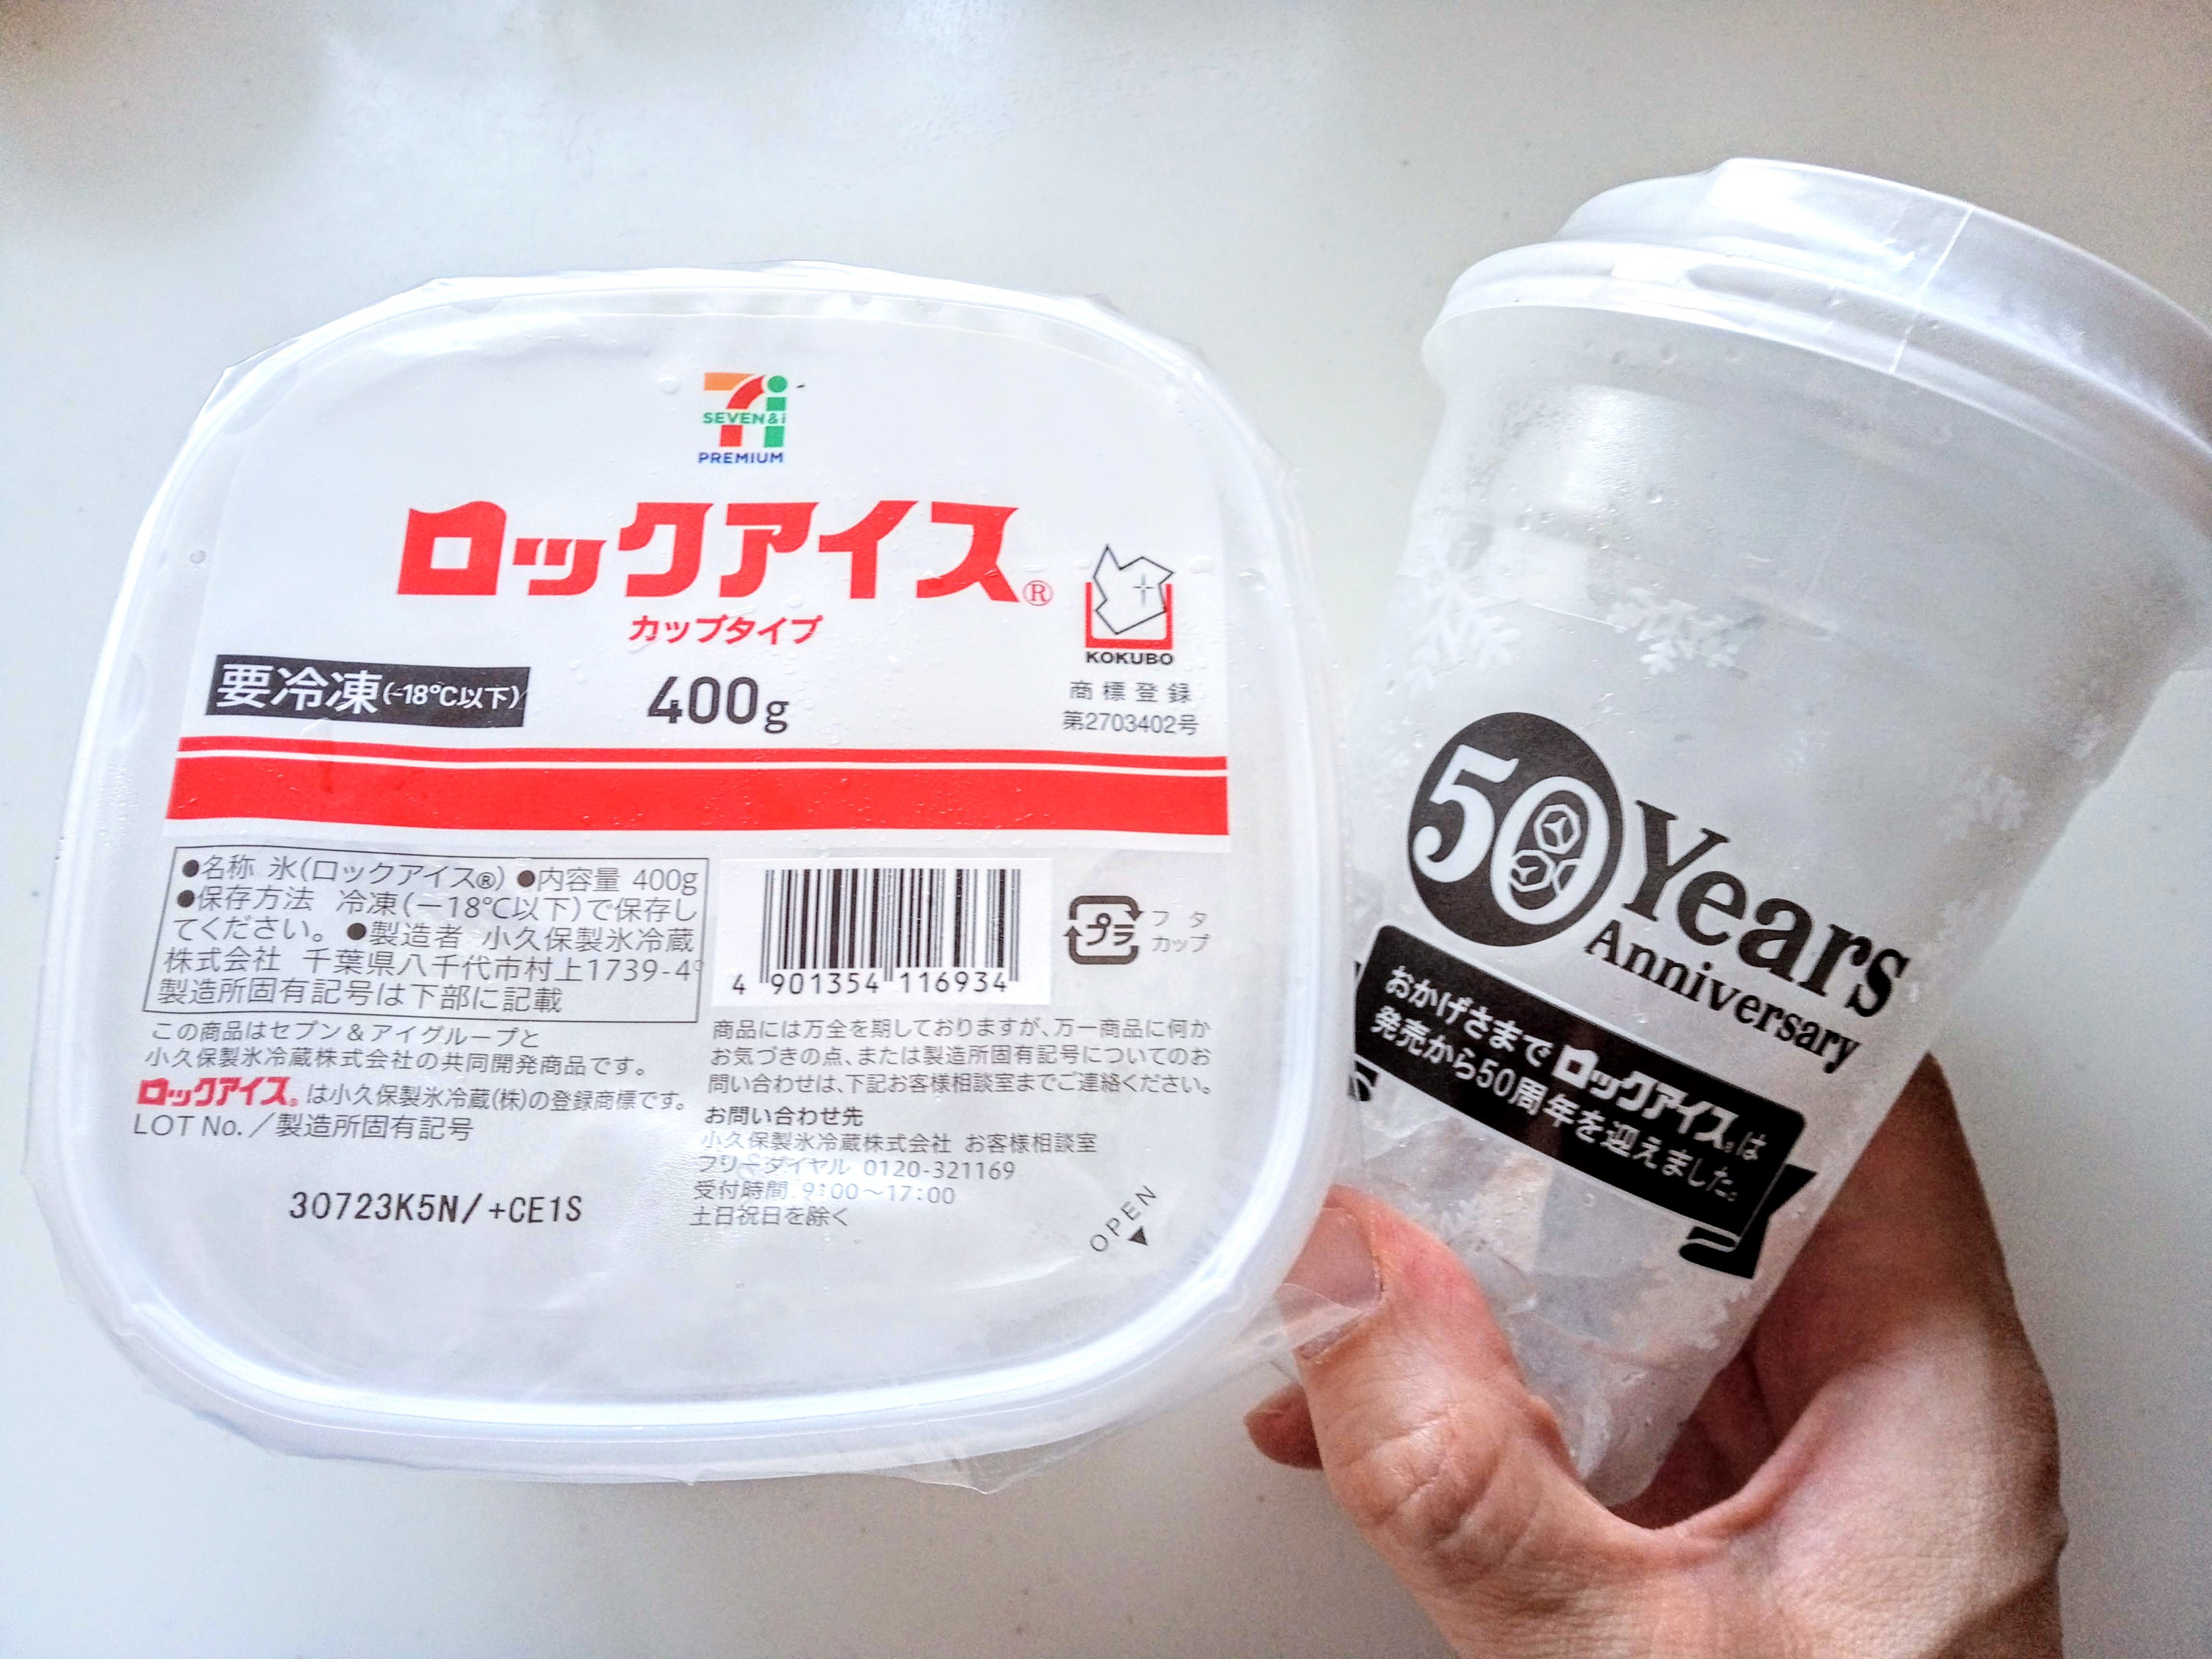 SEVEN&i
PREMIUM
ロックアイス®
カップタイプ
KOKUBO
商標登録
第2703402号
要冷凍(-18℃以下)
400g
●名称 氷(ロックアイス®) ●内容量 400g
●保存方法 冷凍(-18℃以下)で保存し
てください。●製造者 小久保製氷冷蔵
株式会社 千葉県八千代市村上1739-4
製造所固有記号は下部に記載
この商品はセブン&アイグループと
小久保製氷冷蔵株式会社の共同開発商品です。
ロックアイス®は小久保製氷冷蔵(株)の登録商標です。
LOT No./製造所固有記号
30723K5N/+CE1S
4 901354 116934
プラ
フタ
カップ
商品には万全を期しておりますが、万一商品に何か
お気づきの点、または製造所固有記号についてのお
問い合わせは、下記お客様相談室までご連絡ください。
お問い合わせ先
小久保製氷冷蔵株式会社 お客様相談室
フリーダイヤル 0120-321169
受付時間 9:00～17:00
土日祝日を除く
OPEN
50 Years
Anniversary
おかげさまでロックアイス®は
発売から50周年を迎えました。